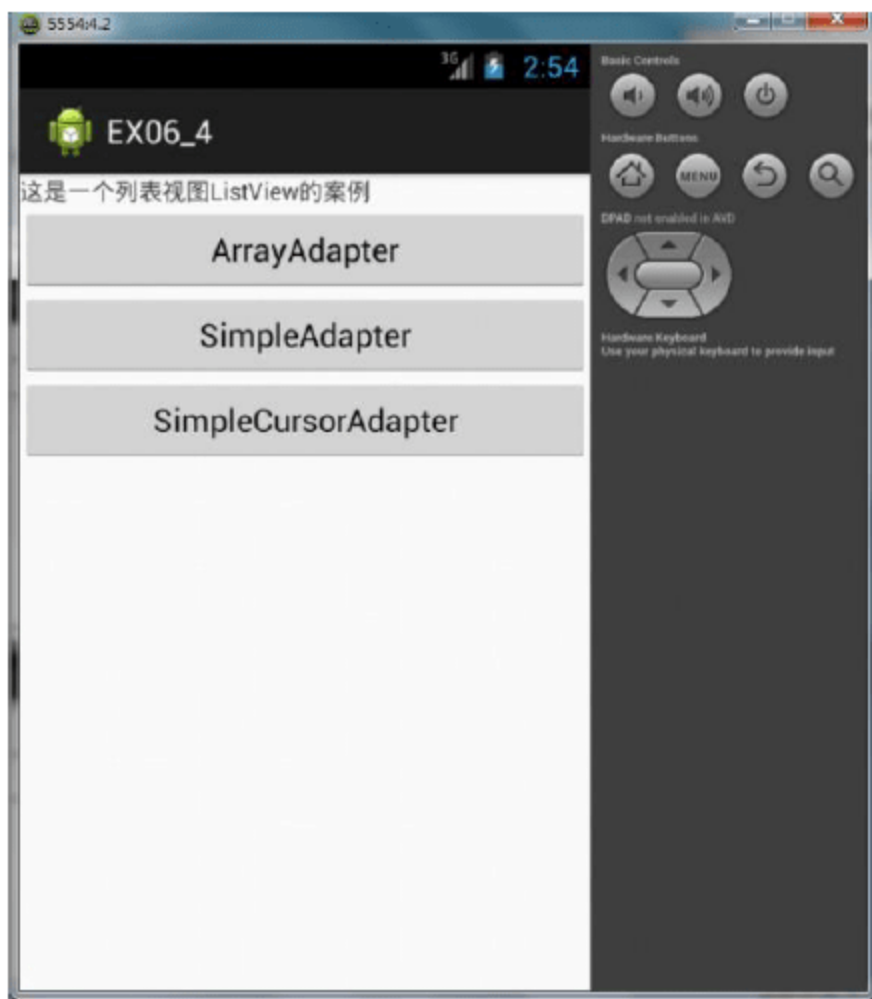 5554:4.2
3G
2:54
EX06_4
这是一个列表视图ListView的案例
ArrayAdapter
SimpleAdapter
SimpleCursorAdapter
Basic Controls
Hardware Buttons
MENU
DPAD not enabled in AVD
Hardware Keyboard
Use your physical keyboard to provide input